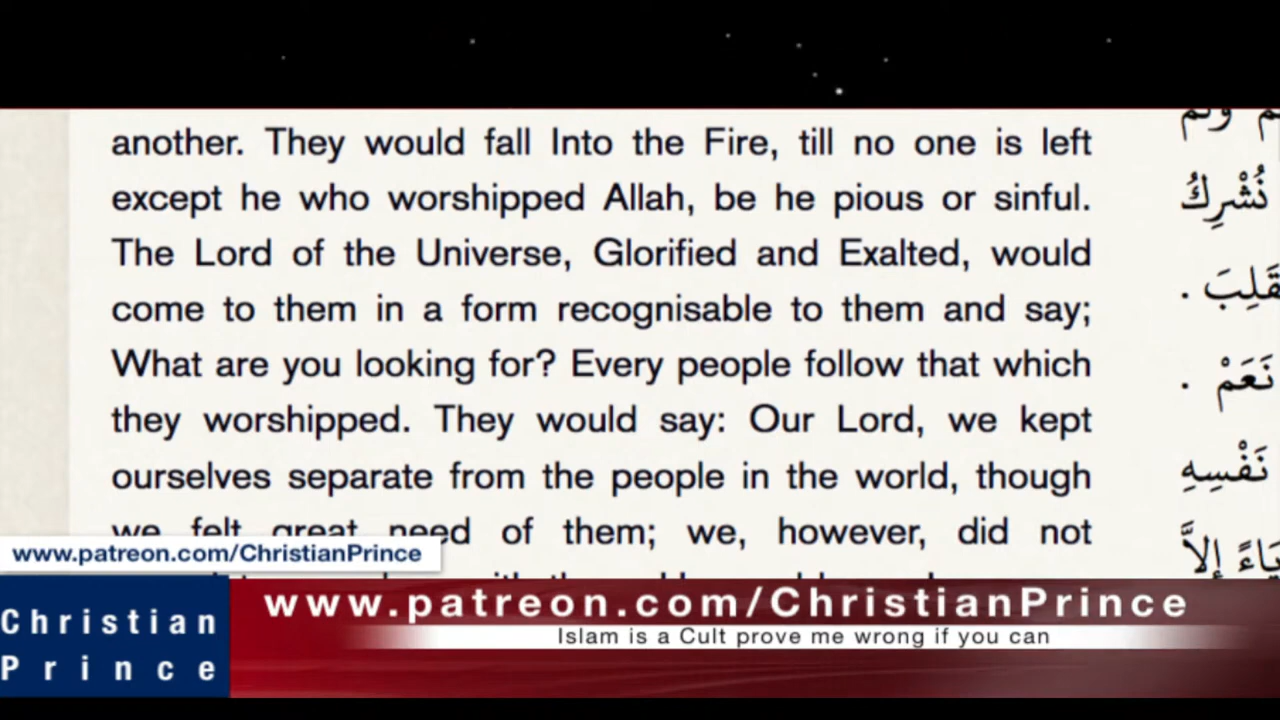 another. They would fall Into the Fire, till no one is left
except he who worshipped Allah, be he pious or sinful.
The Lord of the Universe, Glorified and Exalted, would
come to them in a form recognisable to them and say;
What are you looking for? Every people follow that which
they worshipped. They would say: Our Lord, we kept
ourselves separate from the people in the world, though
we felt great need of them; we, however, did not
نُشْرِكُ
نَعَمْ .
نَفْسِهِ
إِلاَّ
www.patreon.com/ChristianPrince
Christian
Prince
www.patreon.com/ChristianPrince
Islam is a Cult prove me wrong if you can